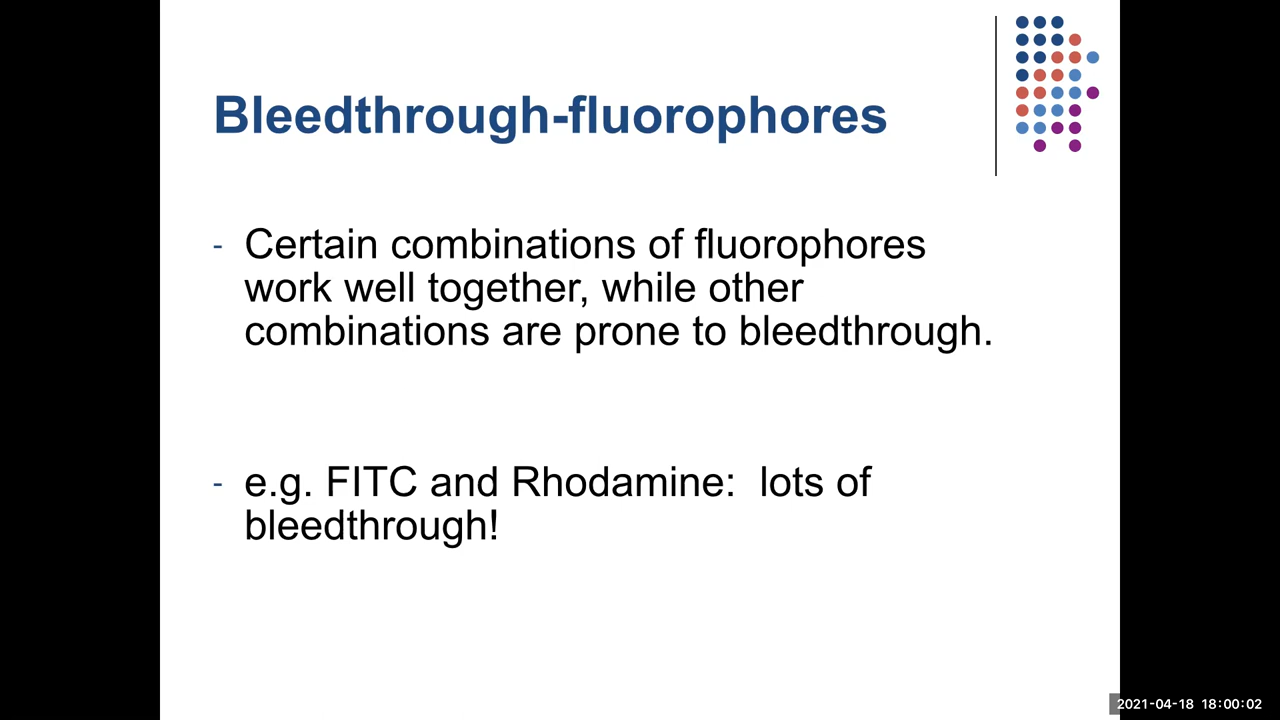 Bleedthrough-fluorophores
- Certain combinations of fluorophores
work well together, while other
combinations are prone to bleedthrough.
- e.g. FITC and Rhodamine:  lots of
bleedthrough!
2021-04-18 18:00:02